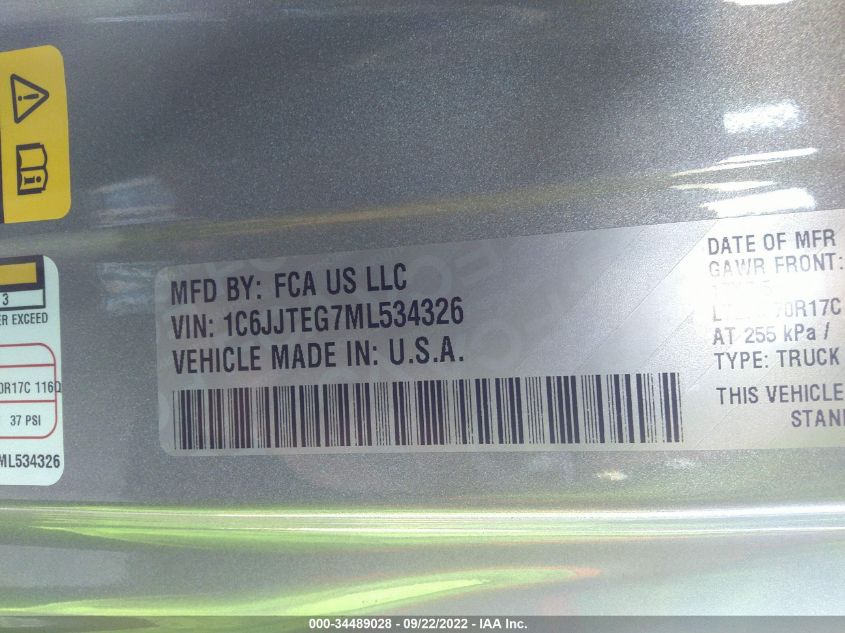 MFD BY: FCA US LLC
VIN: 1C6JJTEG7ML534326
VEHICLE MADE IN: U.S.A.
DATE OF MFR
GAWR FRONT:
70R17C
AT 255 kPa /
TYPE: TRUCK
THIS VEHICLE
STAN
3
ER EXCEED
0R17C 116Q
37 PSI
ML534326
000-34489028 - 09/22/2022 - IAA Inc.